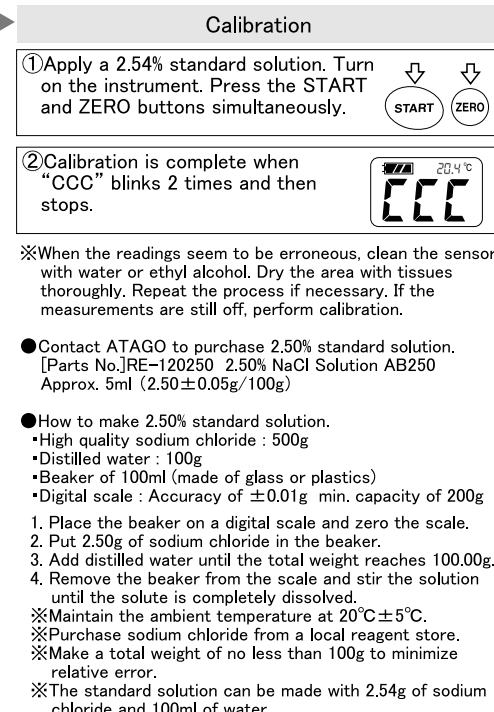 Calibration
①Apply a 2.54% standard solution. Turn
on the instrument. Press the START
and ZERO buttons simultaneously.
START ZERO
②Calibration is complete when
“CCC” blinks 2 times and then
stops.
20.4℃
CCC
※When the readings seem to be erroneous, clean the sensor
with water or ethyl alcohol. Dry the area with tissues
thoroughly. Repeat the process if necessary. If the
measurements are still off, perform calibration.
●Contact ATAGO to purchase 2.50% standard solution.
[Parts No.]RE-120250 2.50% NaCl Solution AB250
Approx. 5ml (2.50±0.05g/100g)
●How to make 2.50% standard solution.
▪High quality sodium chloride : 500g
▪Distilled water : 100g
▪Beaker of 100ml (made of glass or plastics)
▪Digital scale : Accuracy of ±0.01g min. capacity of 200g
1. Place the beaker on a digital scale and zero the scale.
2. Put 2.50g of sodium chloride in the beaker.
3. Add distilled water until the total weight reaches 100.00g.
4. Remove the beaker from the scale and stir the solution
until the solute is completely dissolved.
※Maintain the ambient temperature at 20℃±5℃.
※Purchase sodium chloride from a local reagent store.
※Make a total weight of no less than 100g to minimize
relative error.
※The standard solution can be made with 2.54g of sodium
chloride and 100ml of water.